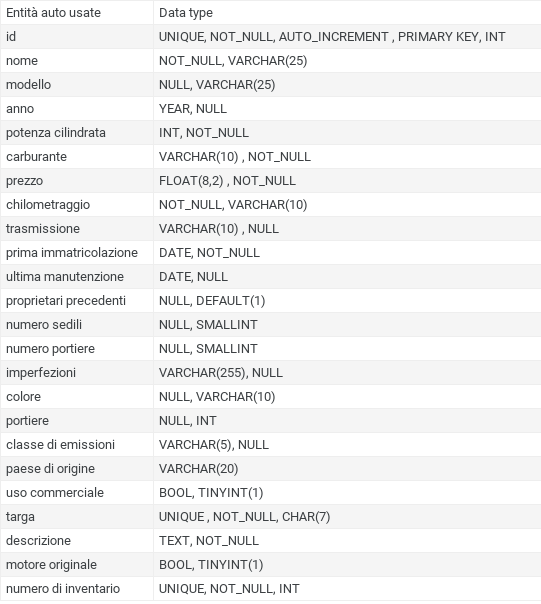 Entità auto usate Data type
id UNIQUE, NOT_NULL, AUTO_INCREMENT , PRIMARY KEY, INT
nome NOT_NULL, VARCHAR(25)
modello NULL, VARCHAR(25)
anno YEAR, NULL
potenza cilindrata INT, NOT_NULL
carburante VARCHAR(10) , NOT_NULL
prezzo FLOAT(8,2) , NOT_NULL
chilometraggio NOT_NULL, VARCHAR(10)
trasmissione VARCHAR(10) , NULL
prima immatricolazione DATE, NOT_NULL
ultima manutenzione DATE, NULL
proprietari precedenti NULL, DEFAULT(1)
numero sedili NULL, SMALLINT
numero portiere NULL, SMALLINT
imperfezioni VARCHAR(255), NULL
colore NULL, VARCHAR(10)
portiere NULL, INT
classe di emissioni VARCHAR(5), NULL
paese di origine VARCHAR(20)
uso commerciale BOOL, TINYINT(1)
targa UNIQUE , NOT_NULL, CHAR(7)
descrizione TEXT, NOT_NULL
motore originale BOOL, TINYINT(1)
numero di inventario UNIQUE, NOT_NULL, INT